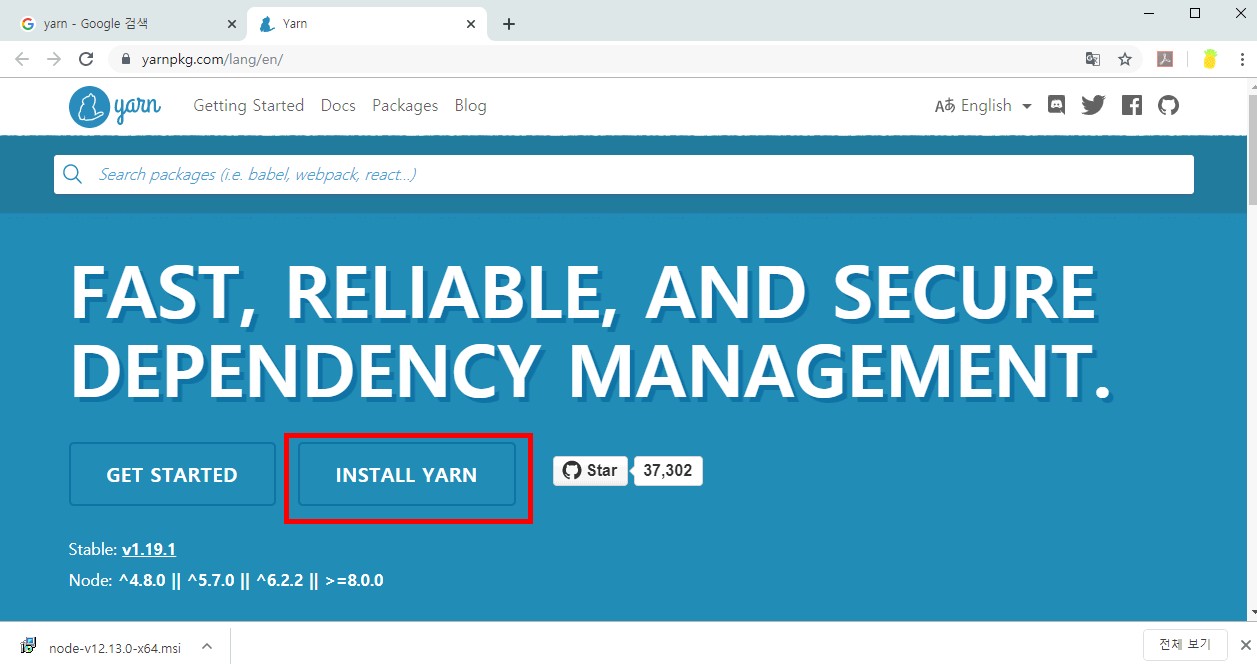 yarn - Google 검색
Yarn
yarnpkg.com/lang/en/
yarn Getting Started Docs Packages Blog Aあ English
Search packages (i.e. babel, webpack, react...)
FAST, RELIABLE, AND SECURE
DEPENDENCY MANAGEMENT.
GET STARTED INSTALL YARN Star 37,302
Stable: v1.19.1
Node: ^4.8.0 || ^5.7.0 || ^6.2.2 || >=8.0.0
node-v12.13.0-x64.msi 전체 보기